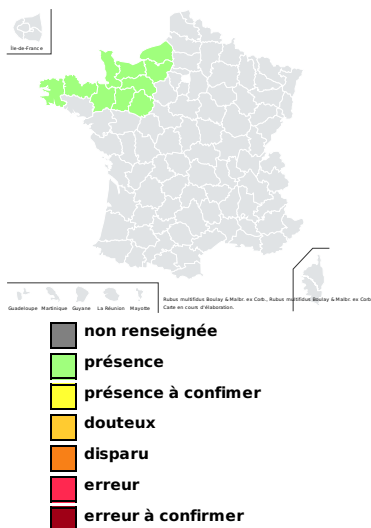 Île-de-France
Guadeloupe Martinique Guyane La Réunion Mayotte
Rubus multifidus Boulay & Malbr. ex Corb., Rubus multifidus Boulay & Malbr. ex Corb
Carte en cours d'élaboration.
non renseignée
présence
présence à confimer
douteux
disparu
erreur
erreur à confirmer